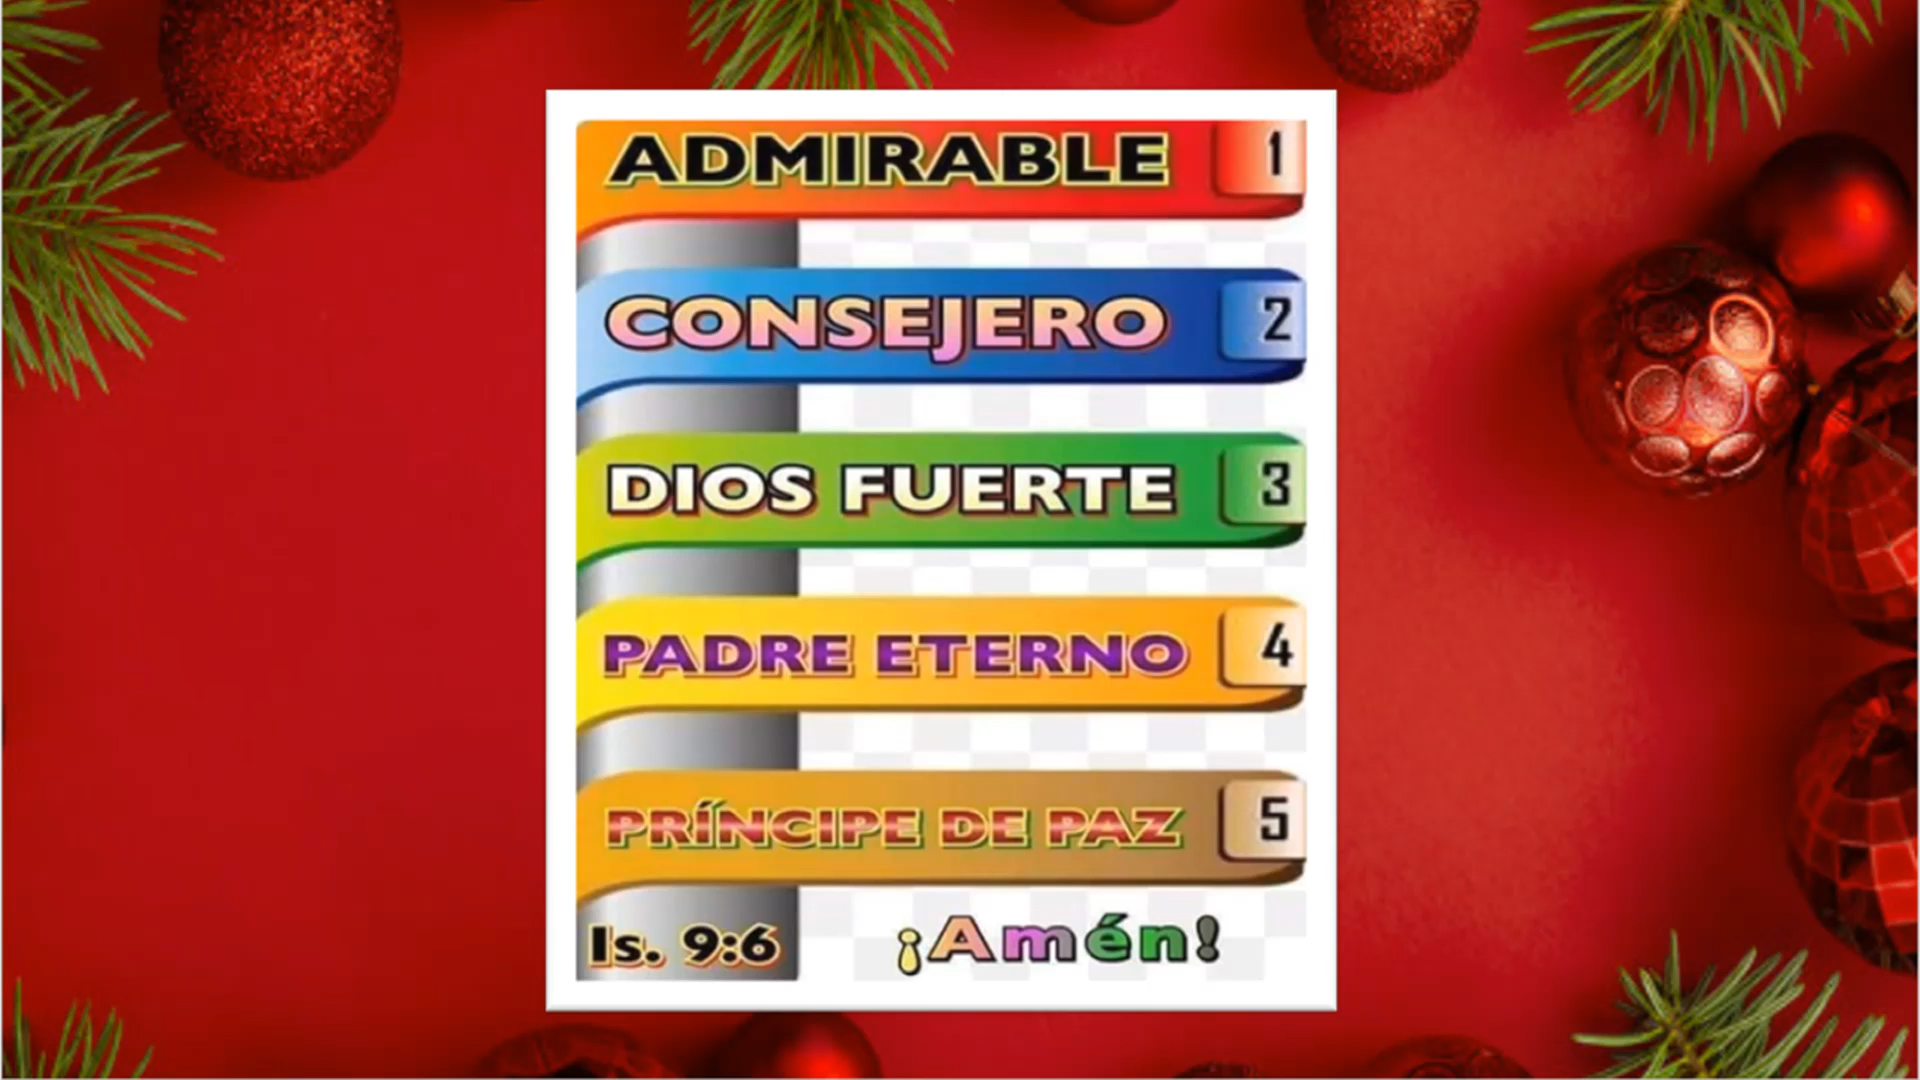 ADMIRABLE 1
CONSEJERO 2
DIOS FUERTE 3
PADRE ETERNO 4
PRÍNCIPE DE PAZ 5
Is. 9:6 ¡Amén!